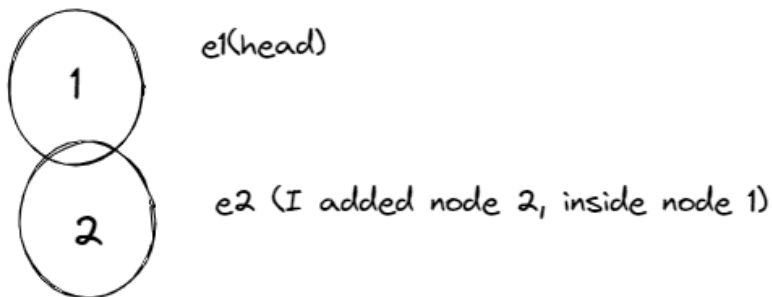 1 e1(head)
2 e2 (I added node 2, inside node 1)